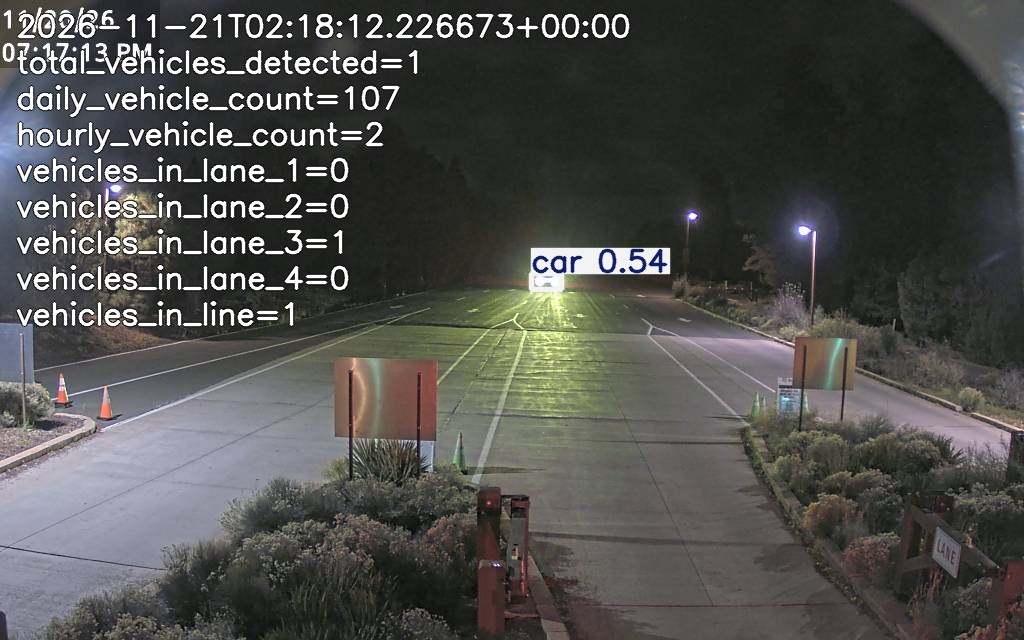 2026-11-21T02:18:12.226673+00:00
07:17:13 PM
total_vehicles_detected=1
daily_vehicle_count=107
hourly_vehicle_count=2
vehicles_in_lane_1=0
vehicles_in_lane_2=0
vehicles_in_lane_3=1
vehicles_in_lane_4=0
vehicles_in_line=1
car 0.54
LANE